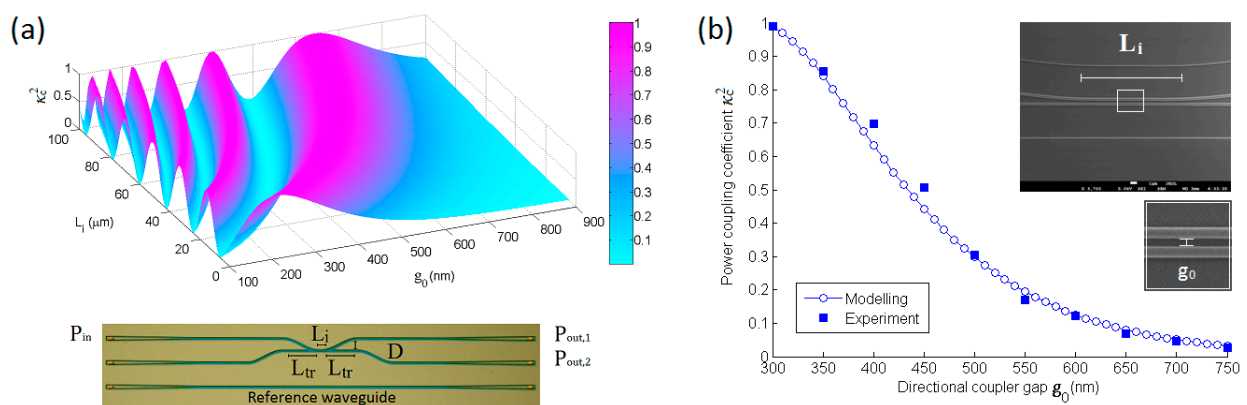 (a)
1
0.5
0
κc²
100
80
60
40
20
0
Lᵢ (μm)
100
200
300
400
500
600
700
800
900
g₀ (nm)
1
0.9
0.8
0.7
0.6
0.5
0.4
0.3
0.2
0.1
Pin
Li
Pout,1
D
Pout,2
Ltr Ltr
Reference waveguide
(b)
Power coupling coefficient κc²
1
0.9
0.8
0.7
0.6
0.5
0.4
0.3
0.2
0.1
0
300 350 400 450 500 550 600 650 700 750
Directional coupler gap g₀ (nm)
Modelling
Experiment
Li
g₀